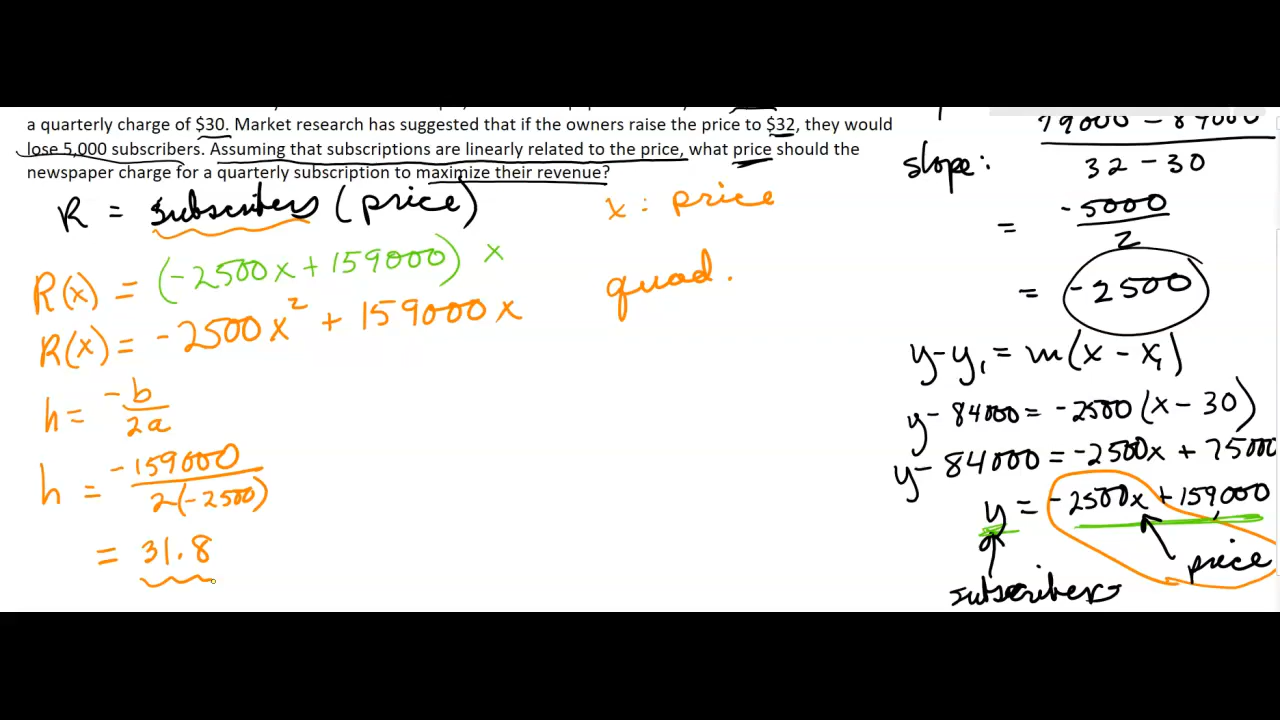 a quarterly charge of $30. Market research has suggested that if the owners raise the price to $32, they would
lose 5,000 subscribers. Assuming that subscriptions are linearly related to the price, what price should the
newspaper charge for a quarterly subscription to maximize their revenue?
R = subscribers (price)
x : price
R(x) = (-2500x + 159000) x
quad.
R(x) = -2500x² + 159000x
h = -b
2a
h = -159000
2(-2500)
= 31.8
79000 - 84000
slope: 32 - 30
= -5000
2
= -2500
y - y₁ = m(x - x₁)
y - 84000 = -2500 (x - 30)
y - 84000 = -2500x + 75000
y = -2500x + 159,000
price
subscribers